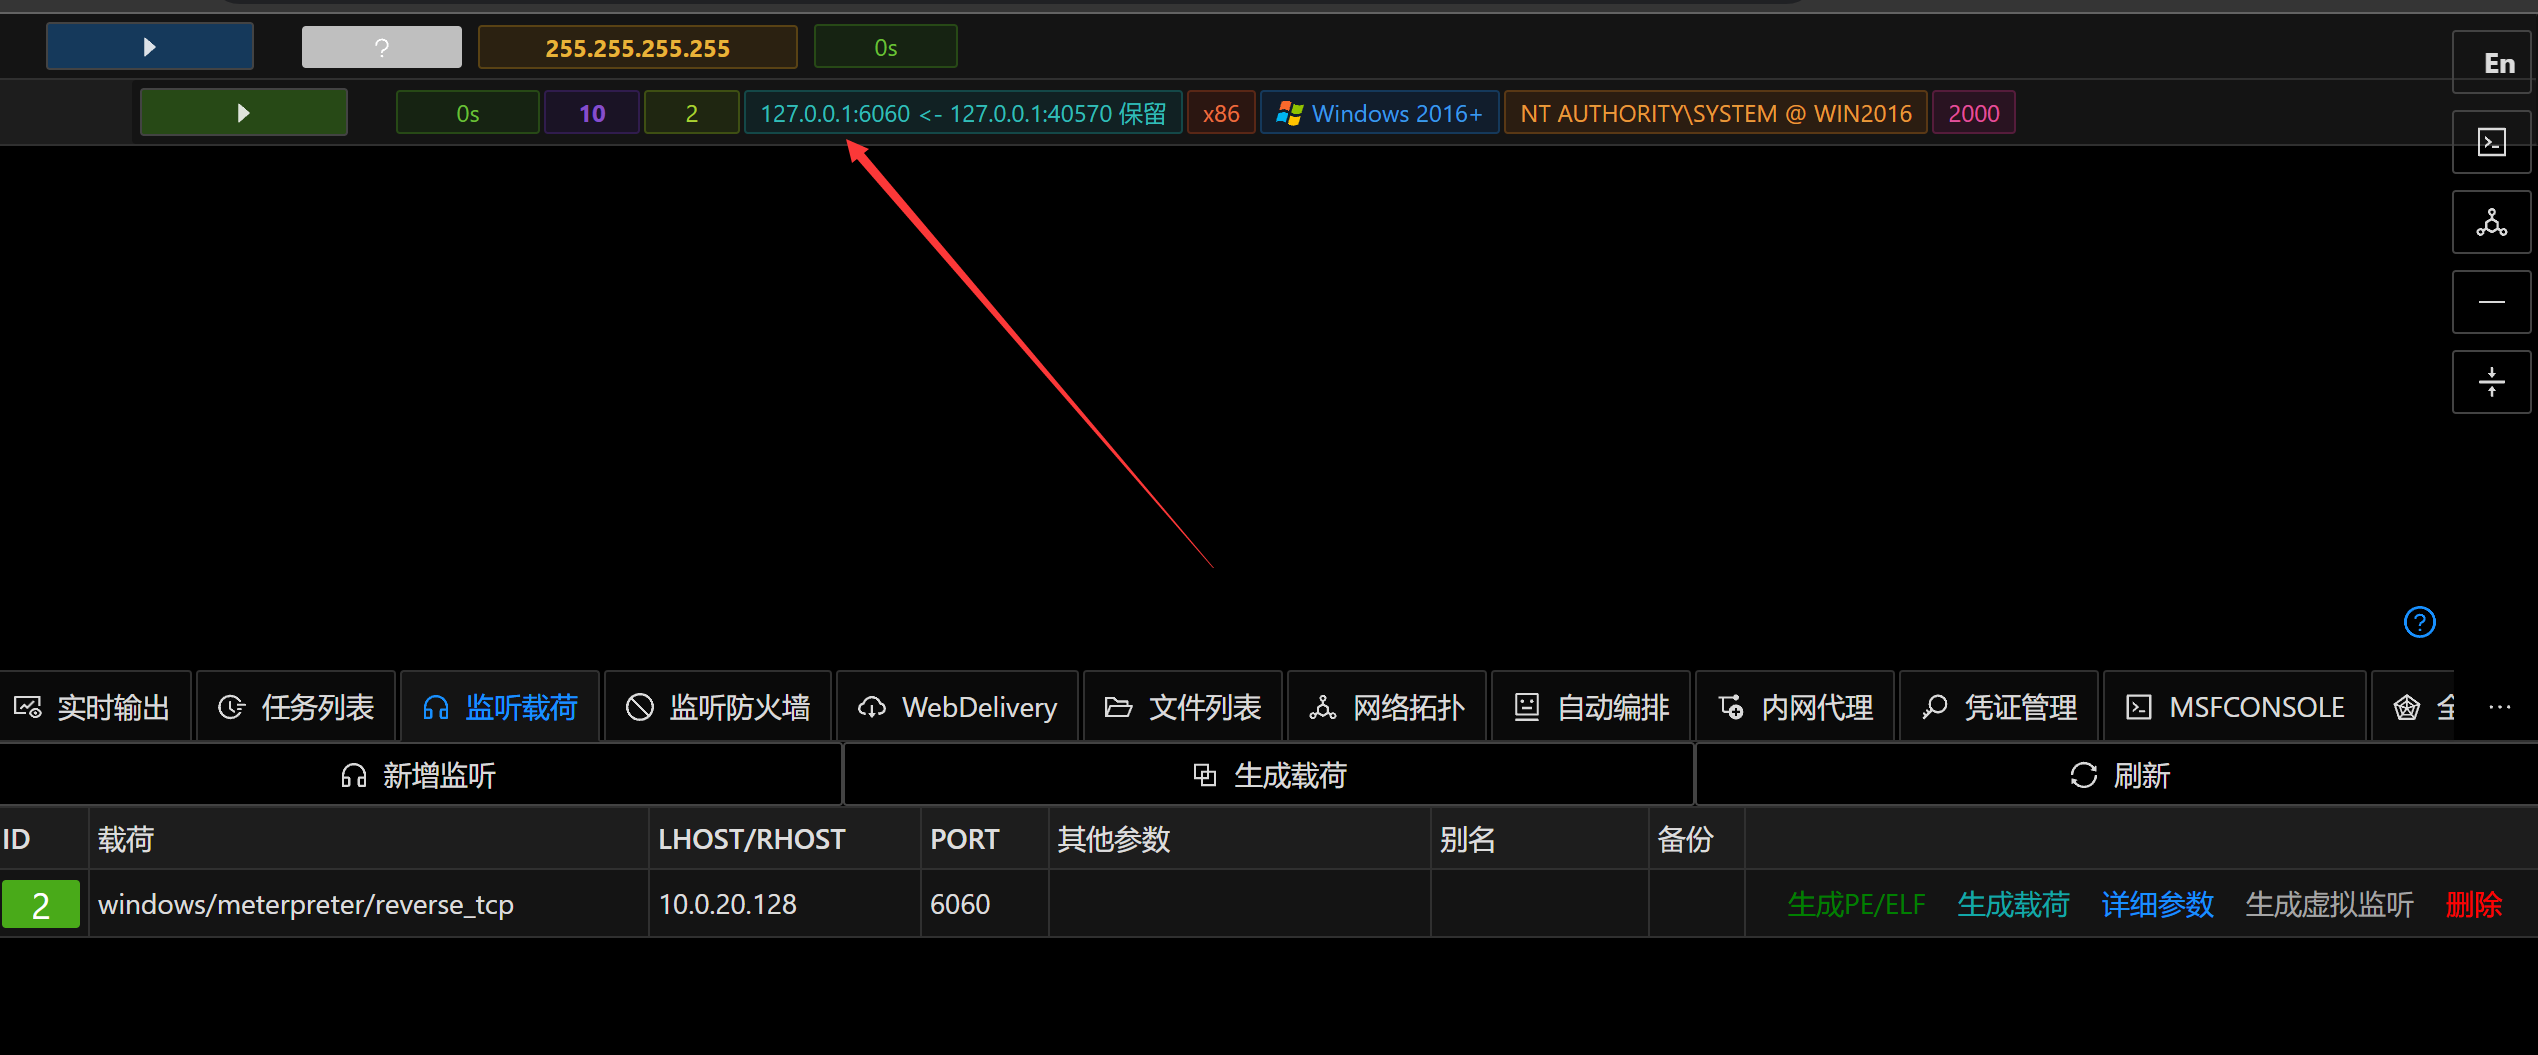 ? 255.255.255.255 0s
En
0s 10 2 127.0.0.1:6060 <- 127.0.0.1:40570 保留 x86 Windows 2016+ NT AUTHORITY\SYSTEM @ WIN2016 2000
?
实时输出 任务列表 监听载荷 监听防火墙 WebDelivery 文件列表 网络拓扑 自动编排 内网代理 凭证管理 MSFCONSOLE 全 ...
新增监听 生成载荷 刷新
ID 载荷 LHOST/RHOST PORT 其他参数 别名 备份
2 windows/meterpreter/reverse_tcp 10.0.20.128 6060 生成PE/ELF 生成载荷 详细参数 生成虚拟监听 删除